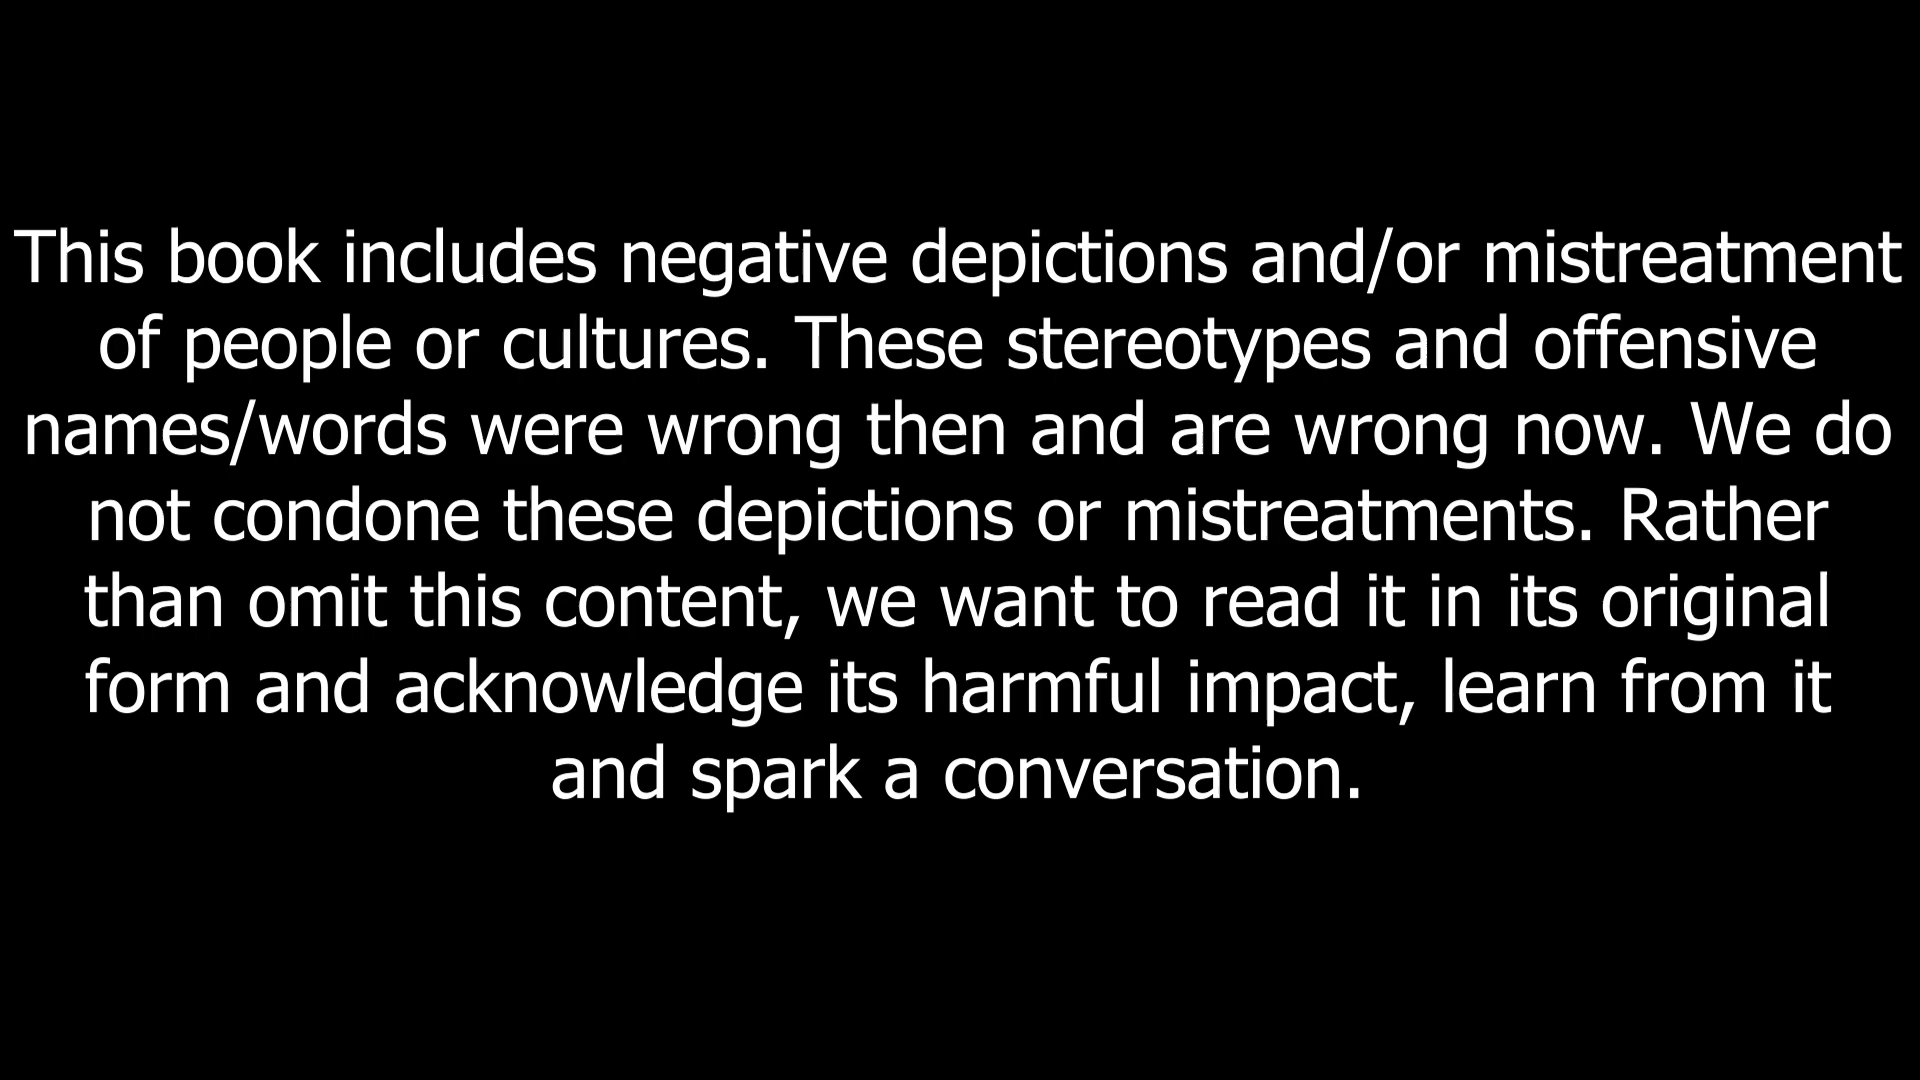 This book includes negative depictions and/or mistreatment
of people or cultures. These stereotypes and offensive
names/words were wrong then and are wrong now. We do
not condone these depictions or mistreatments. Rather
than omit this content, we want to read it in its original
form and acknowledge its harmful impact, learn from it
and spark a conversation.